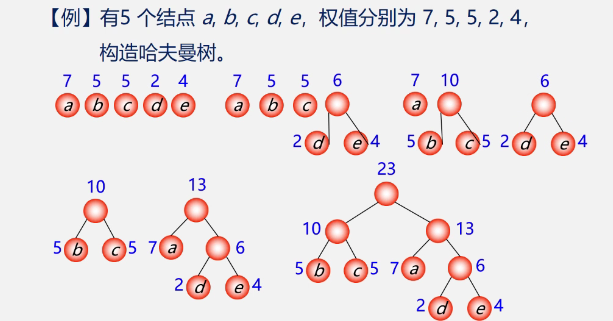 【例】有5 个结点 a, b, c, d, e, 权值分别为 7, 5, 5, 2, 4,
构造哈夫曼树。
7 5 5 2 4 7 5 5 6 7 10 6
a b c d e a b c a
2 d e 4 5 b c 5 2 d e 4
23
10 13
10 13
5 b c 5 7 a 6 5 b c 5 7 a 6
2 d e 4 2 d e 4